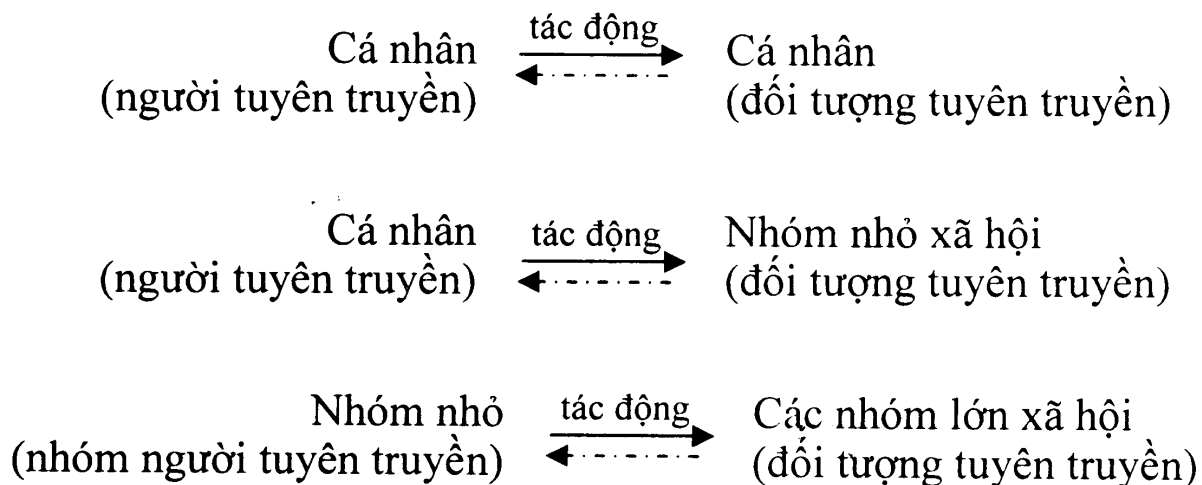 tác động
Cá nhân Cá nhân
(người tuyên truyền) (đối tượng tuyên truyền)
Cá nhân tác động Nhóm nhỏ xã hội
(người tuyên truyền) (đối tượng tuyên truyền)
Nhóm nhỏ tác động Các nhóm lớn xã hội
(nhóm người tuyên truyền) (đối tượng tuyên truyền)